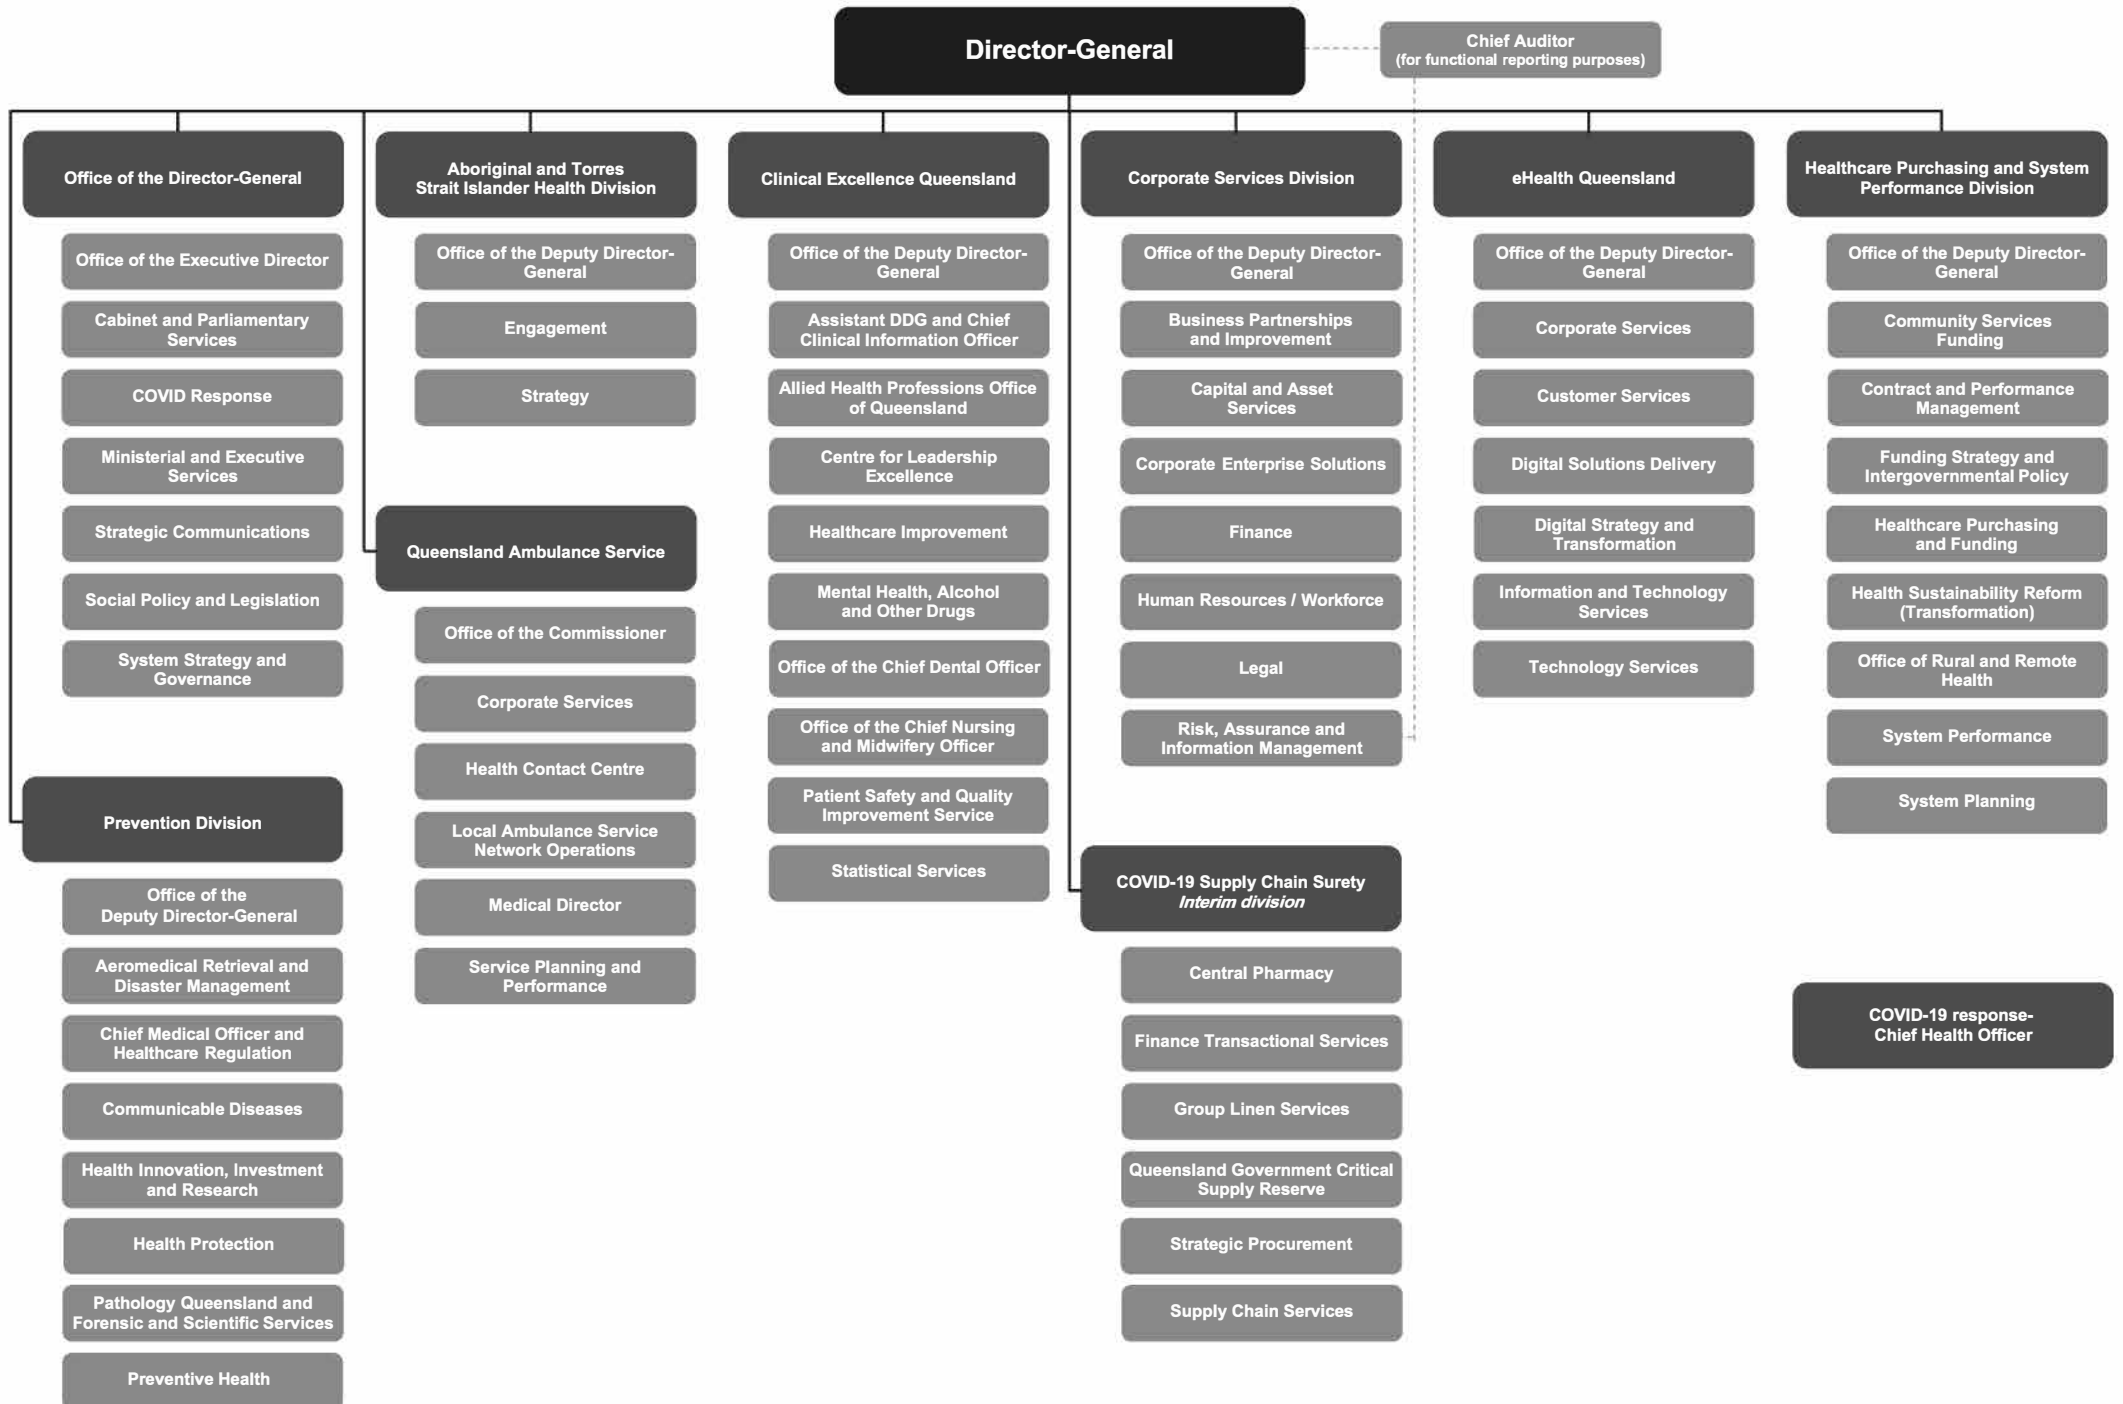 Director-General
Chief Auditor
(for functional reporting purposes)
Office of the Director-General
Office of the Executive Director
Cabinet and Parliamentary
Services
COVID Response
Ministerial and Executive
Services
Strategic Communications
Social Policy and Legislation
System Strategy and
Governance
Prevention Division
Office of the
Deputy Director-General
Aeromedical Retrieval and
Disaster Management
Chief Medical Officer and
Healthcare Regulation
Communicable Diseases
Health Innovation, Investment
and Research
Health Protection
Pathology Queensland and
Forensic and Scientific Services
Preventive Health
Aboriginal and Torres
Strait Islander Health Division
Office of the Deputy Director-
General
Engagement
Strategy
Queensland Ambulance Service
Office of the Commissioner
Corporate Services
Health Contact Centre
Local Ambulance Service
Network Operations
Medical Director
Service Planning and
Performance
Clinical Excellence Queensland
Office of the Deputy Director-
General
Assistant DDG and Chief
Clinical Information Officer
Allied Health Professions Office
of Queensland
Centre for Leadership
Excellence
Healthcare Improvement
Mental Health, Alcohol
and Other Drugs
Office of the Chief Dental Officer
Office of the Chief Nursing
and Midwifery Officer
Patient Safety and Quality
Improvement Service
Statistical Services
Corporate Services Division
Office of the Deputy Director-
General
Business Partnerships
and Improvement
Capital and Asset
Services
Corporate Enterprise Solutions
Finance
Human Resources / Workforce
Legal
Risk, Assurance and
Information Management
COVID-19 Supply Chain Surety
Interim division
Central Pharmacy
Finance Transactional Services
Group Linen Services
Queensland Government Critical
Supply Reserve
Strategic Procurement
Supply Chain Services
eHealth Queensland
Office of the Deputy Director-
General
Corporate Services
Customer Services
Digital Solutions Delivery
Digital Strategy and
Transformation
Information and Technology
Services
Technology Services
Healthcare Purchasing and System
Performance Division
Office of the Deputy Director-
General
Community Services
Funding
Contract and Performance
Management
Funding Strategy and
Intergovernmental Policy
Healthcare Purchasing
and Funding
Health Sustainability Reform
(Transformation)
Office of Rural and Remote
Health
System Performance
System Planning
COVID-19 response-
Chief Health Officer